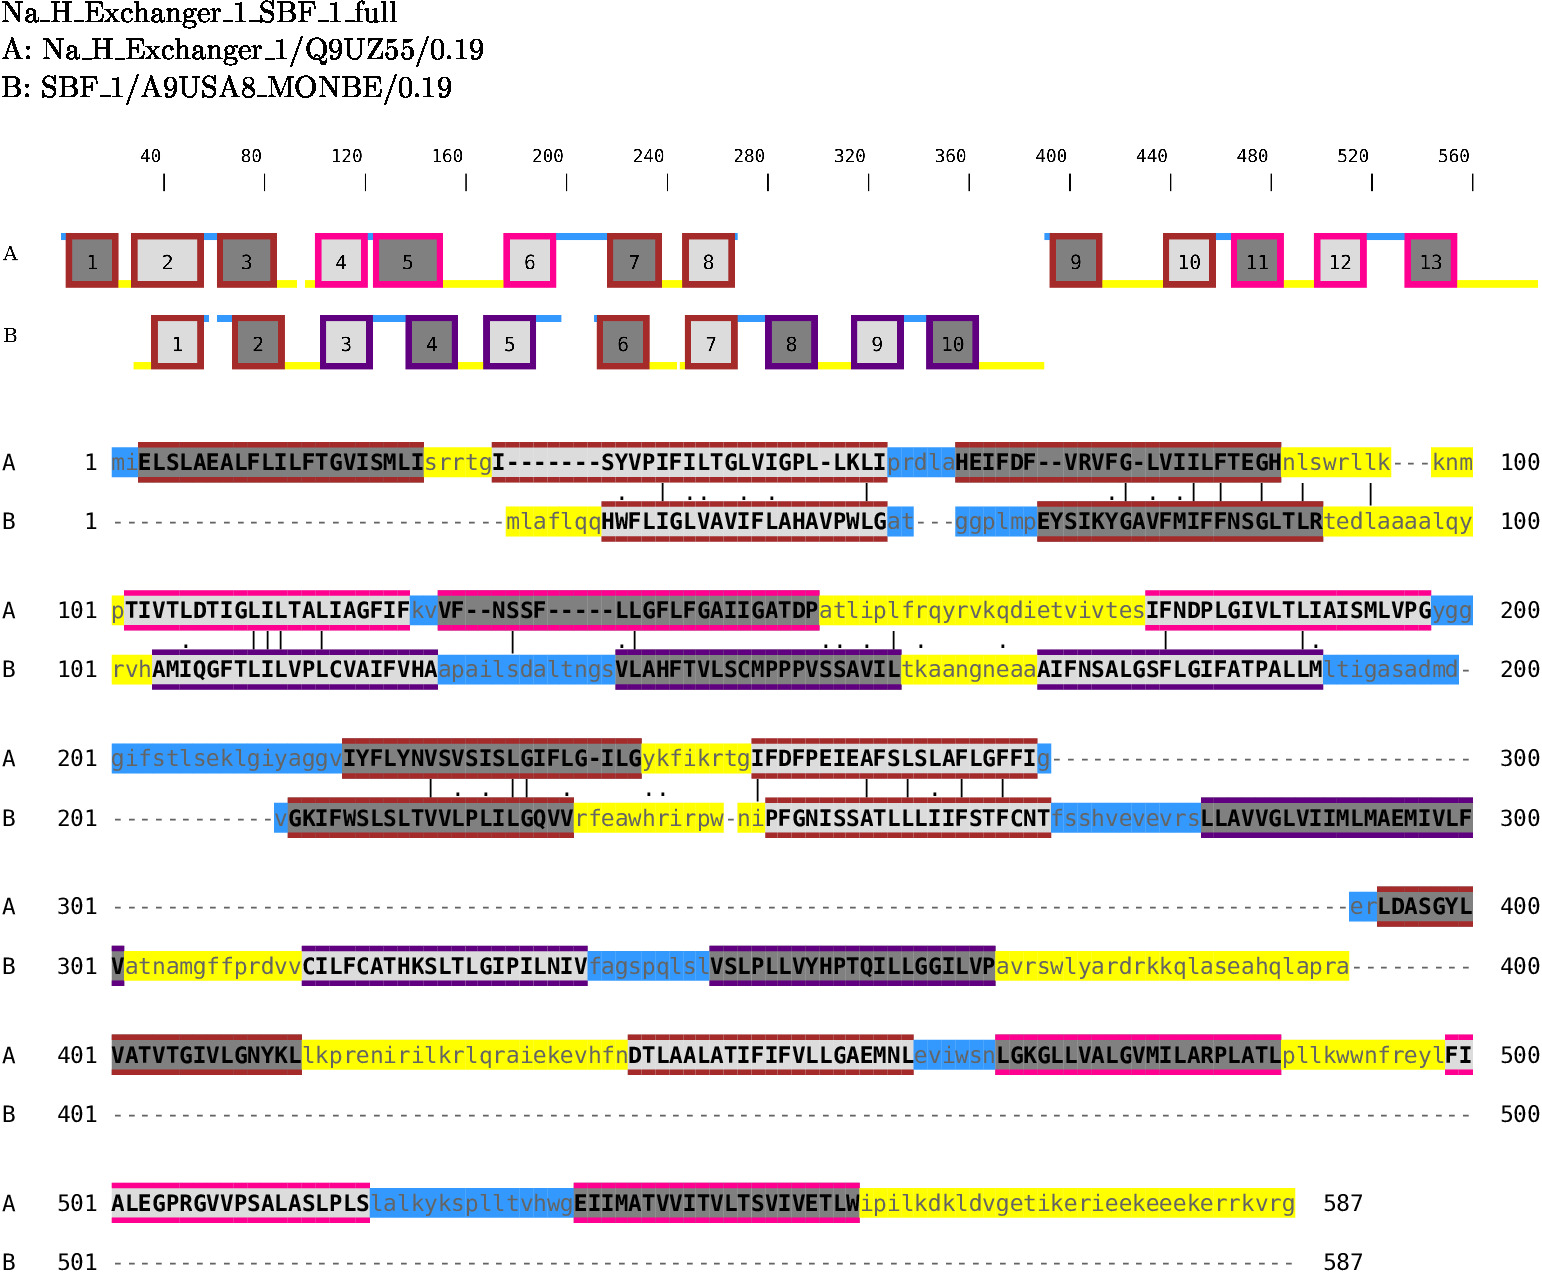 Na_H_Exchanger_1_SBF_1_full
A: Na_H_Exchanger_1/Q9UZ55/0.19
B: SBF_1/A9USA8_MONBE/0.19
40 80 120 160 200 240 280 320 360 400 440 480 520 560
A 1 2 3 4 5 6 7 8 9 10 11 12 13
B 1 2 3 4 5 6 7 8 9 10
A 1 miELSLAEALFLILFTGVISMLIsrrtgI-------SYVPIFILTGLVIGPL-LKLIprdlaHEIFDF--VRVFG-LVIILFTEGHnlswrllk---knm 100
B 1 -----------------------------mlaflqqHWFLIGLVAVIFLAHAVPWLGat---ggplmpEYSIKYGAVFMIFFNSGLTLRtedlaaaalqy 100
A 101 pTIVTLDTIGLILTALIAGFIFkvVF--NSSF-----LLGFLFGAIIGATDPatliplfrqyrvkqdietvivtesIFNDPLGIVLTLIAISMLVPGygg 200
B 101 rvhAMIQGFTLILVPLCVAIFVHAapailsdaltngsVLAHFTVLSCMPPPVSSAVILtkaangneaaAIFNSALGSFLGIFATPALLMltigasadmd- 200
A 201 gifstlseklgiyaggvIYFLYNVSVSISLGIFLG-ILGykfikrtgIFDFPEIEAFSLSLAFLGFFIg------------------------------- 300
B 201 ------------vGKIFWSLSLTVVLPLILGQVVrfeawhrirpw-niPFGNISSATLLLIIFSTFCNTfsshvevevrsLLAVVGLVIIMLMAEMIVLF 300
A 301 -------------------------------------------------------------------------------------------erLDASGYL 400
B 301 VatnamgffprdvvCILFCATHKSLTLGIPILNIVfagspqlslVSLPLLVYHPTQILLGGILVPavrswlyardrkkqlaseahqlapra--------- 400
A 401 VATVTGIVLGNYKLlkprenirilkrlqraiekevhfnDTLAALATIFIFVLLGAEMNLeviwsnLGKGLLVALGVMILARPLATLpllkwwnfreylFI 500
B 401 ---------------------------------------------------------------------------------------------------- 500
A 501 ALEGPRGVVPSALASLPLSlalkyksplltvhwgEIIMATVVITVLTSVIVETLWipilkdkldvgetikerieekeeekerrkvrg 587
B 501 --------------------------------------------------------------------------------------- 587